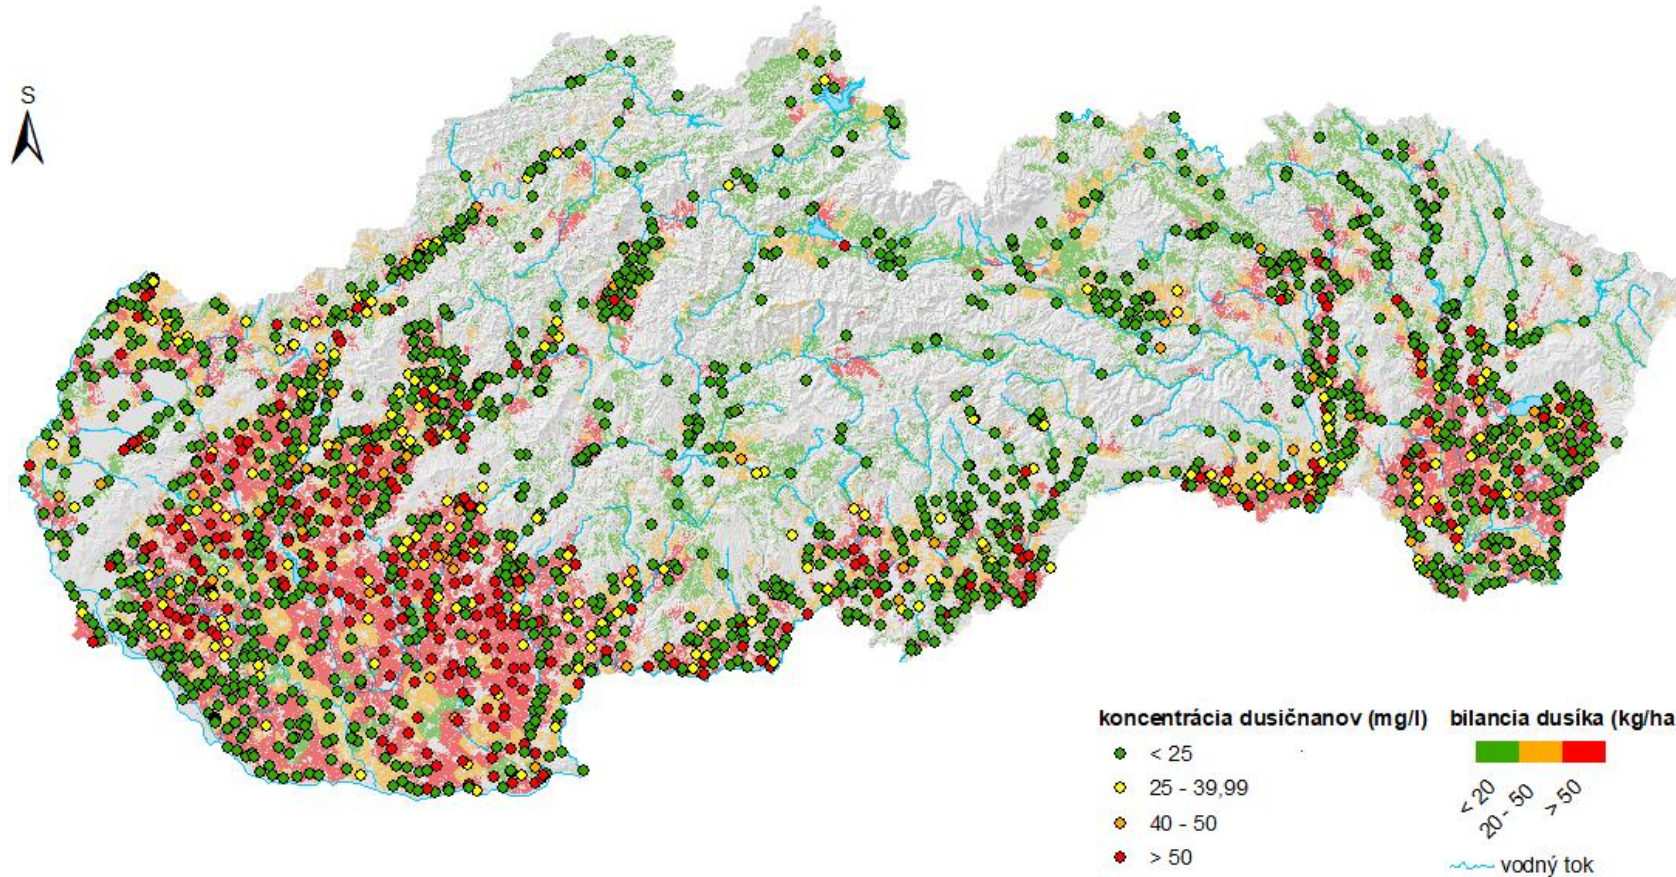 S
koncentrácia dusičnanov (mg/l)
< 25
25 - 39,99
40 - 50
> 50
bilancia dusíka (kg/ha
< 20
20 - 50
> 50
vodný tok